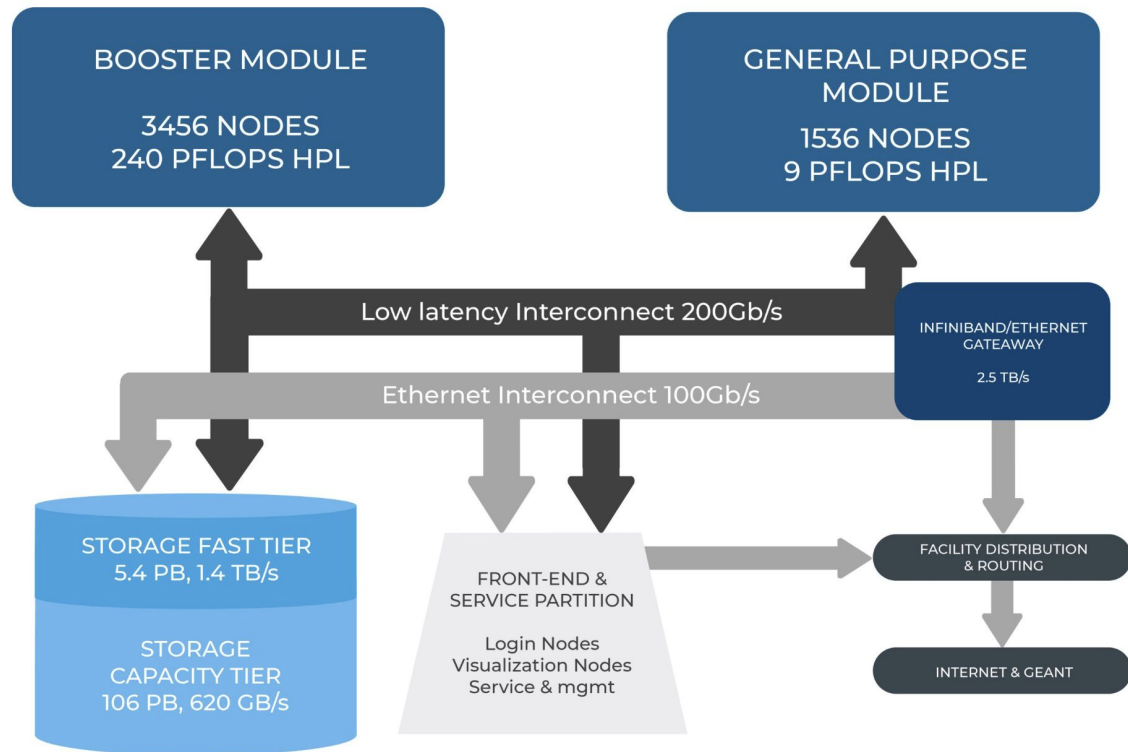 BOOSTER MODULE
3456 NODES
240 PFLOPS HPL
GENERAL PURPOSE
MODULE
1536 NODES
9 PFLOPS HPL
Low latency Interconnect 200Gb/s
INFINIBAND/ETHERNET
GATEAWAY
2.5 TB/s
Ethernet Interconnect 100Gb/s
STORAGE FAST TIER
5.4 PB, 1.4 TB/s
STORAGE
CAPACITY TIER
106 PB, 620 GB/s
FRONT-END &
SERVICE PARTITION
Login Nodes
Visualization Nodes
Service & mgmt
FACILITY DISTRIBUTION
& ROUTING
INTERNET & GEANT